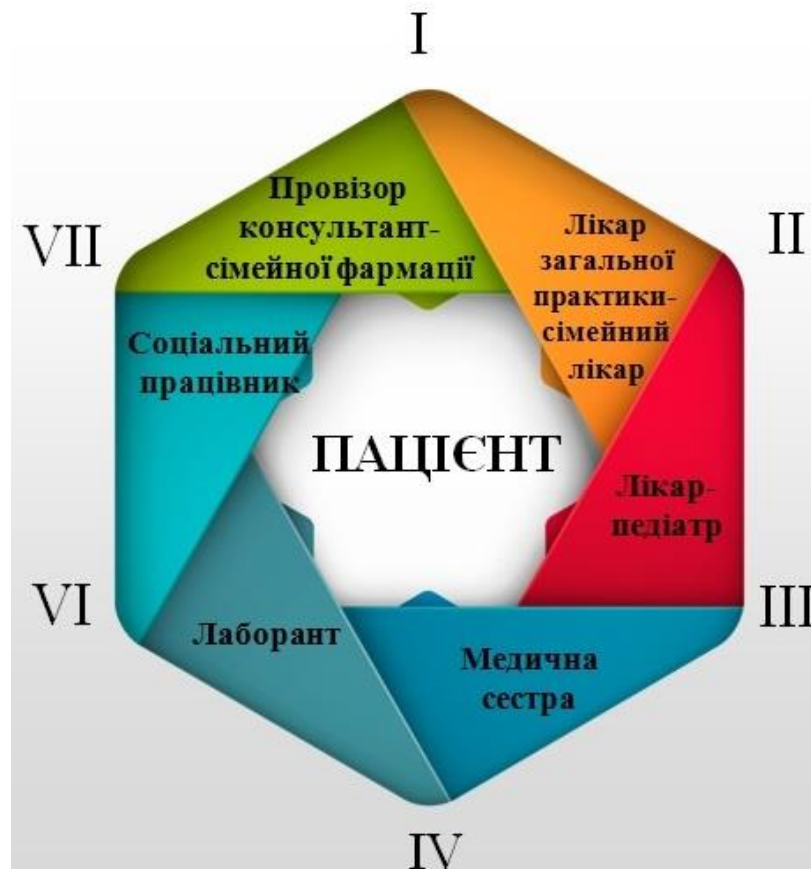 I
Провізор
консультант-
сімейної фармації
Лікар
загальної
практики-
сімейний
лікар
II
VII
Соціальний
працівник
ПАЦІЄНТ
Лікар-
педіатр
VI
III
Лаборант
Медична
сестра
IV